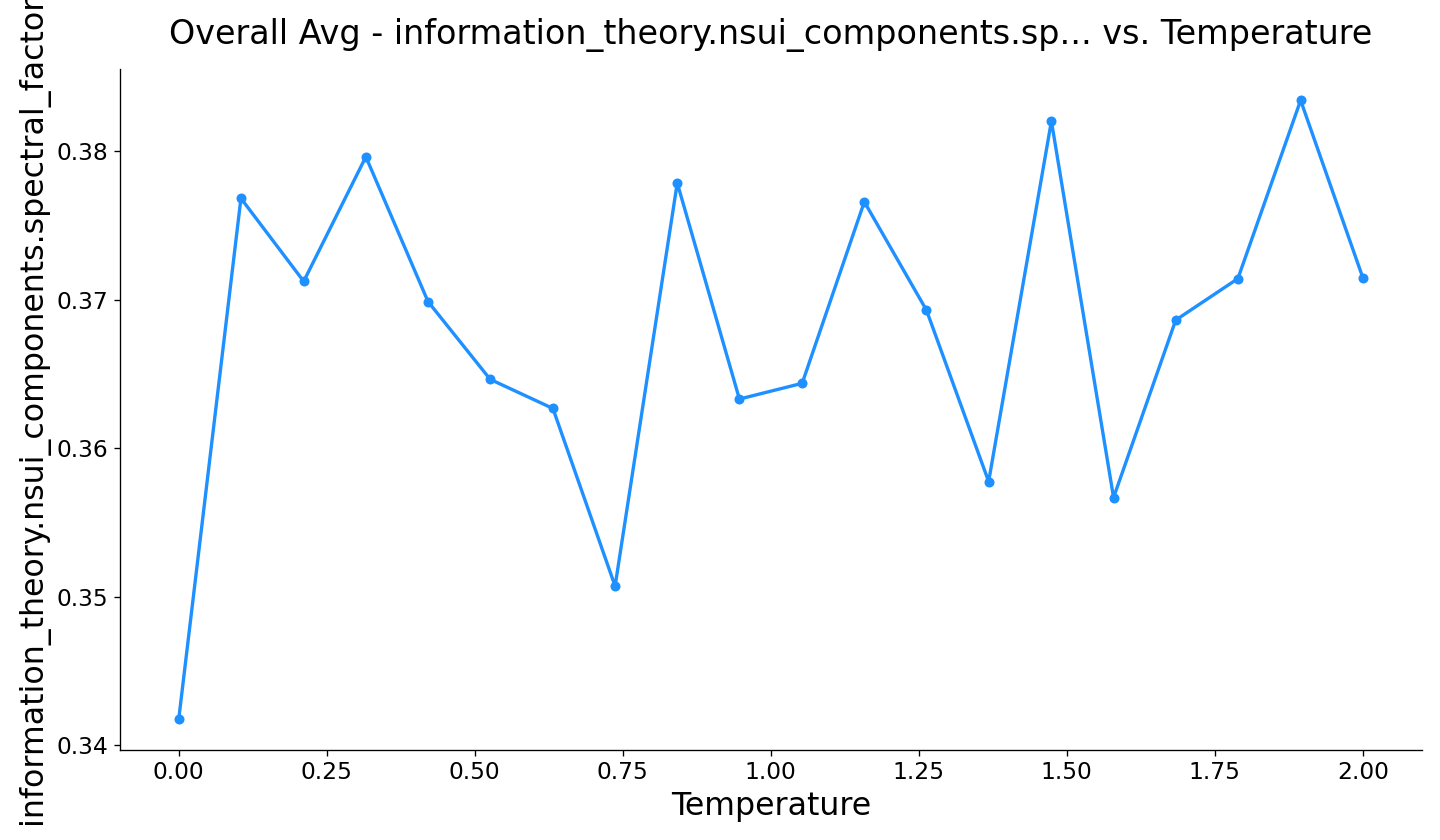 Overall Avg - information_theory.nsui_components.sp... vs. Temperature
information_theory.nsui_components.spectral_factor
0.38
0.37
0.36
0.35
0.34
0.00 0.25 0.50 0.75 1.00 1.25 1.50 1.75 2.00
Temperature